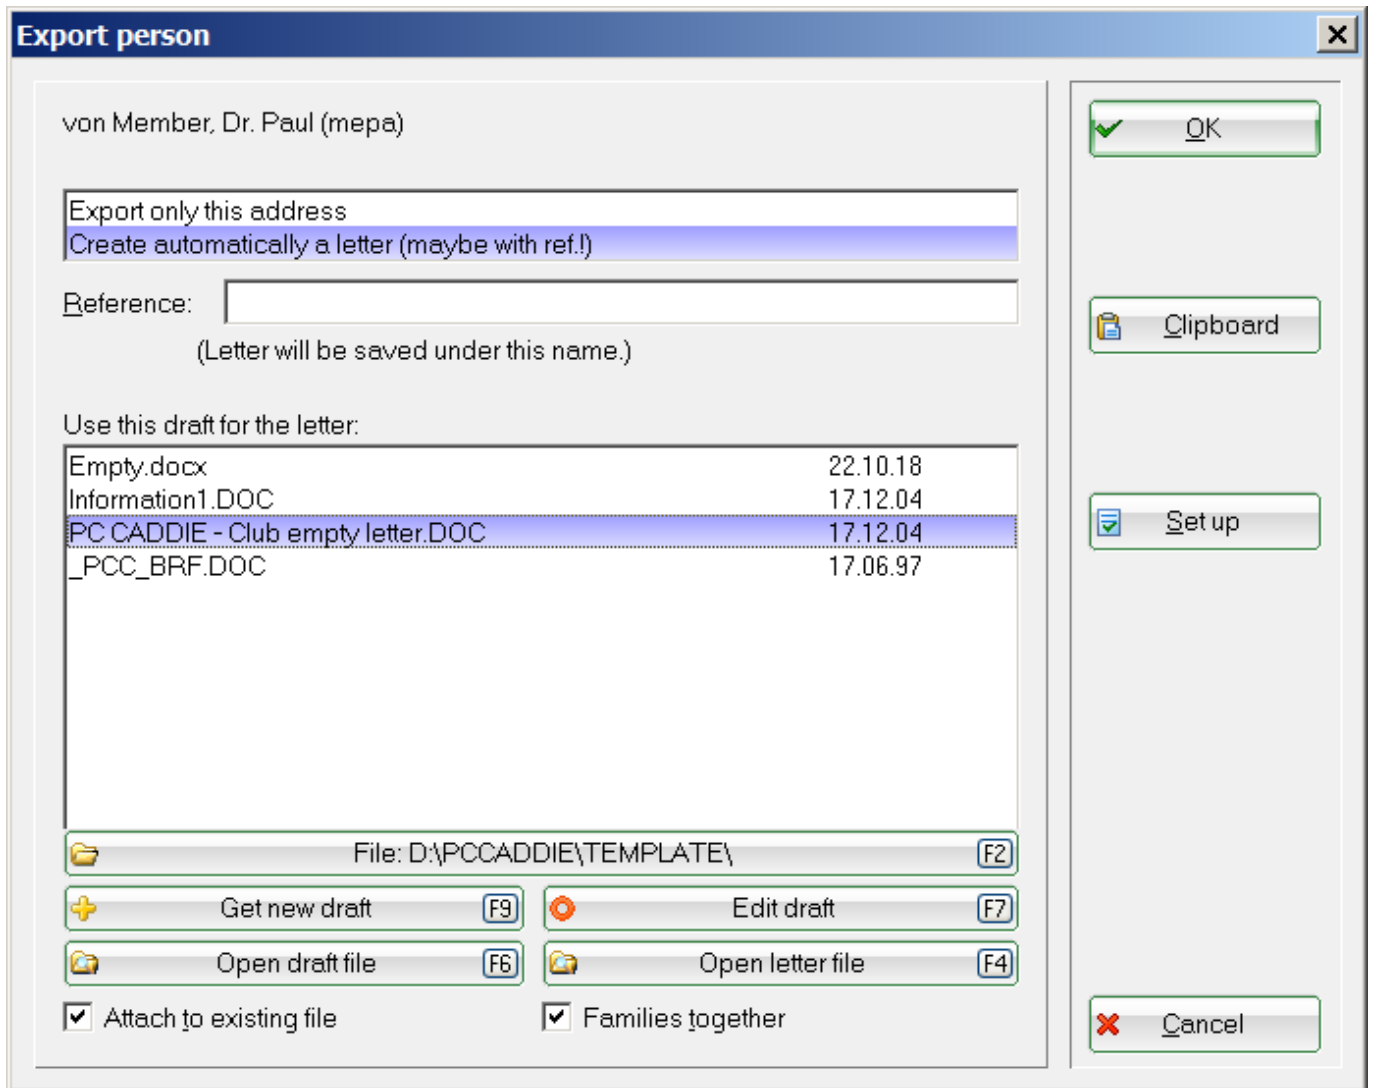 Export person
von Member, Dr. Paul (mepa)
OK
Export only this address
Create automatically a letter (maybe with ref.!)
Reference:
Clipboard
(Letter will be saved under this name.)
Use this draft for the letter:
Empty.docx 22.10.18
Information1.DOC 17.12.04
Set up
PC CADDIE - Club empty letter.DOC 17.12.04
_PCC_BRF.DOC 17.06.97
File: D:\PCCADDIE\TEMPLATE\ F2
Get new draft F9 Edit draft F7
Open draft file F6 Open letter file F4
Attach to existing file Families together
Cancel